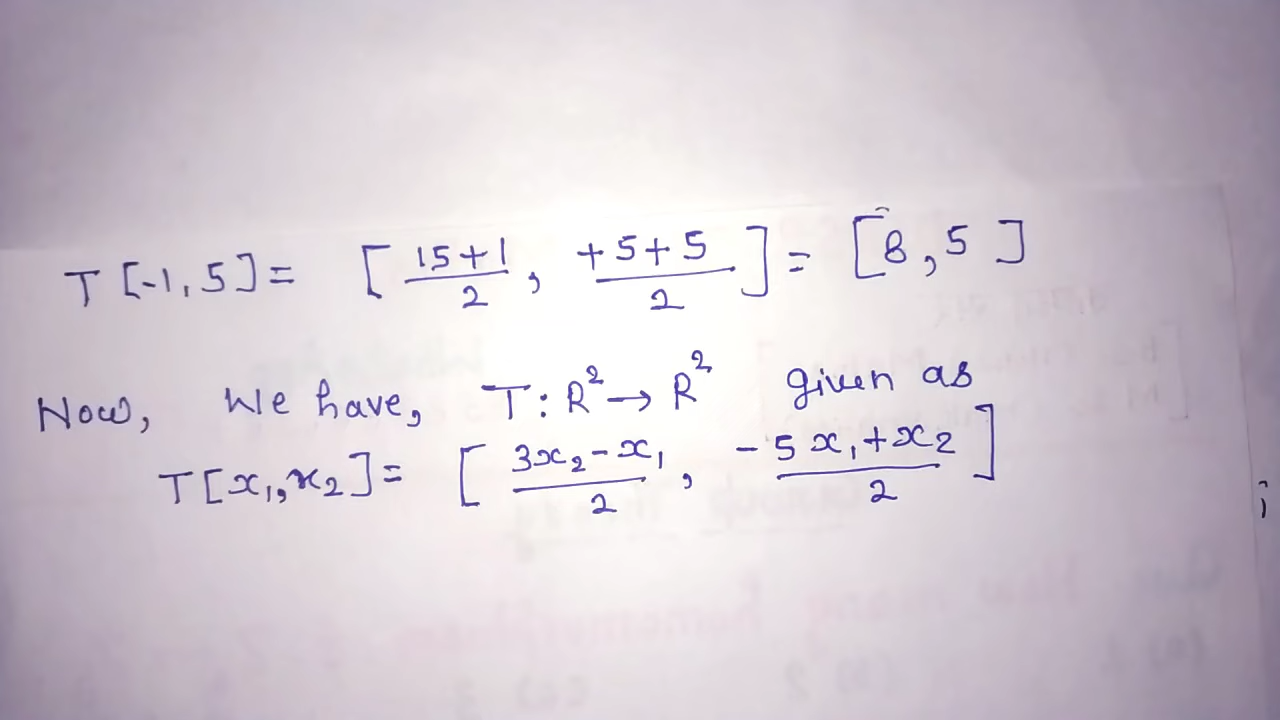 T [-1, 5] = [ (15+1)/2 , (+5+5)/2 ] = [8, 5]
Now, We have, T : R² → R² given as
T [x₁, x₂] = [ (3x₂ - x₁)/2 , (-5x₁ + x₂)/2 ]